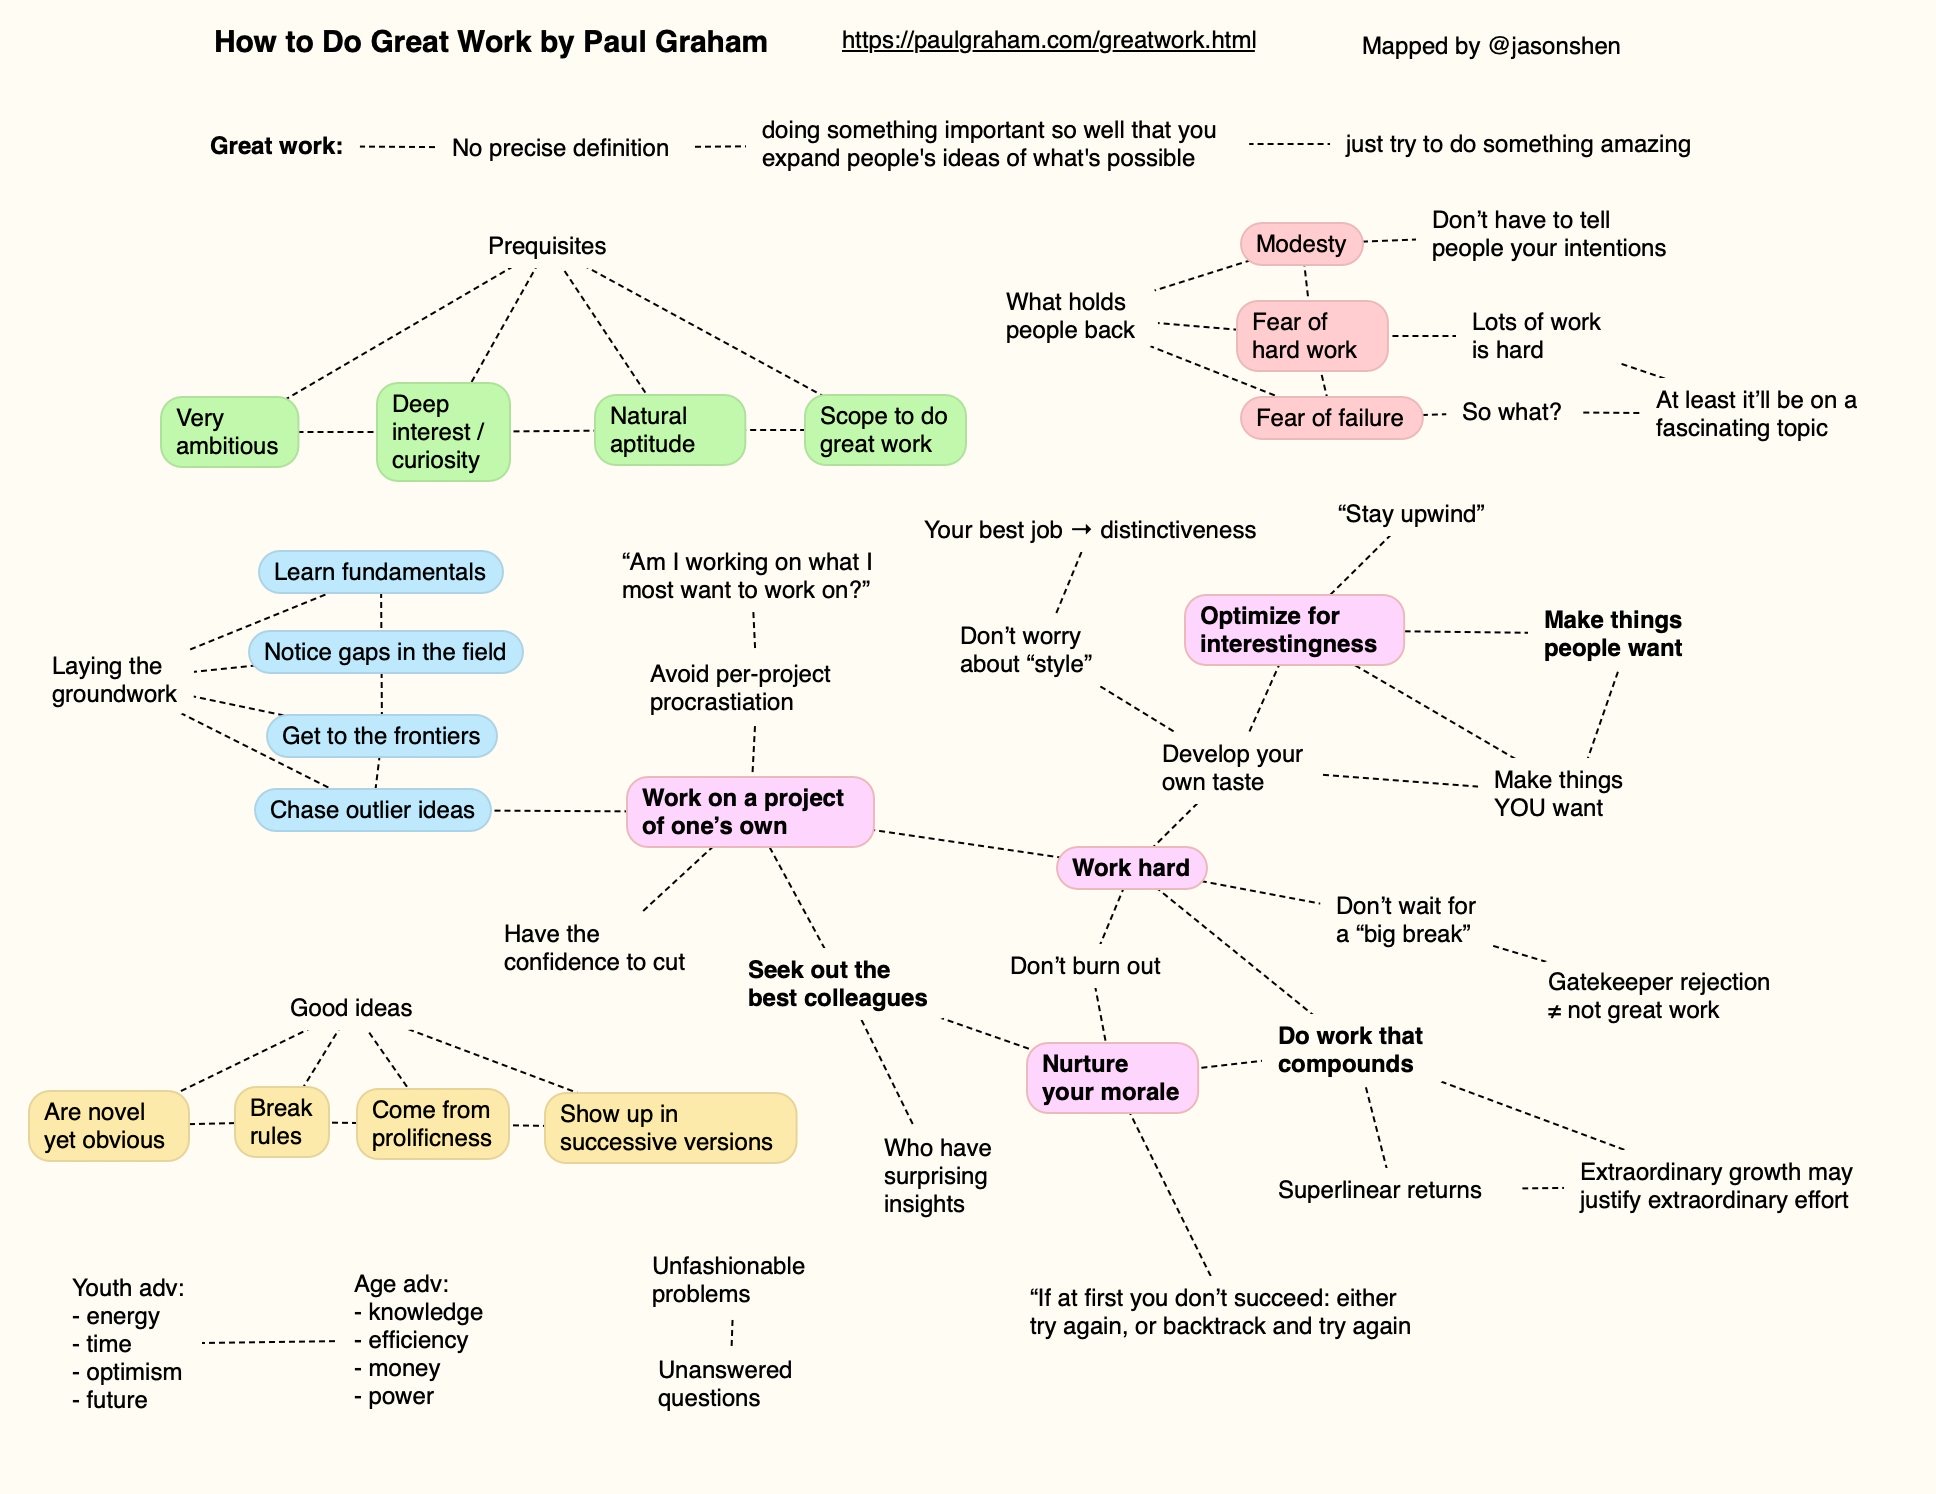 How to Do Great Work by Paul Graham
https://paulgraham.com/greatwork.html
Mapped by @jasonshen
Great work:
No precise definition
doing something important so well that you
expand people's ideas of what's possible
just try to do something amazing
Prequisites
Very
ambitious
Deep
interest /
curiosity
Natural
aptitude
Scope to do
great work
What holds
people back
Modesty
Don’t have to tell
people your intentions
Fear of
hard work
Lots of work
is hard
Fear of failure
So what?
At least it’ll be on a
fascinating topic
Laying the
groundwork
Learn fundamentals
Notice gaps in the field
Get to the frontiers
Chase outlier ideas
“Am I working on what I
most want to work on?”
Avoid per-project
procrastiation
Work on a project
of one’s own
Have the
confidence to cut
Your best job → distinctiveness
Don’t worry
about “style”
“Stay upwind”
Optimize for
interestingness
Make things
people want
Develop your
own taste
Make things
YOU want
Work hard
Don’t wait for
a “big break”
Gatekeeper rejection
≠ not great work
Don’t burn out
Seek out the
best colleagues
Nurture
your morale
Do work that
compounds
Who have
surprising
insights
Superlinear returns
Extraordinary growth may
justify extraordinary effort
“If at first you don’t succeed: either
try again, or backtrack and try again
Good ideas
Are novel
yet obvious
Break
rules
Come from
prolificness
Show up in
successive versions
Youth adv:
- energy
- time
- optimism
- future
Age adv:
- knowledge
- efficiency
- money
- power
Unfashionable
problems
Unanswered
questions